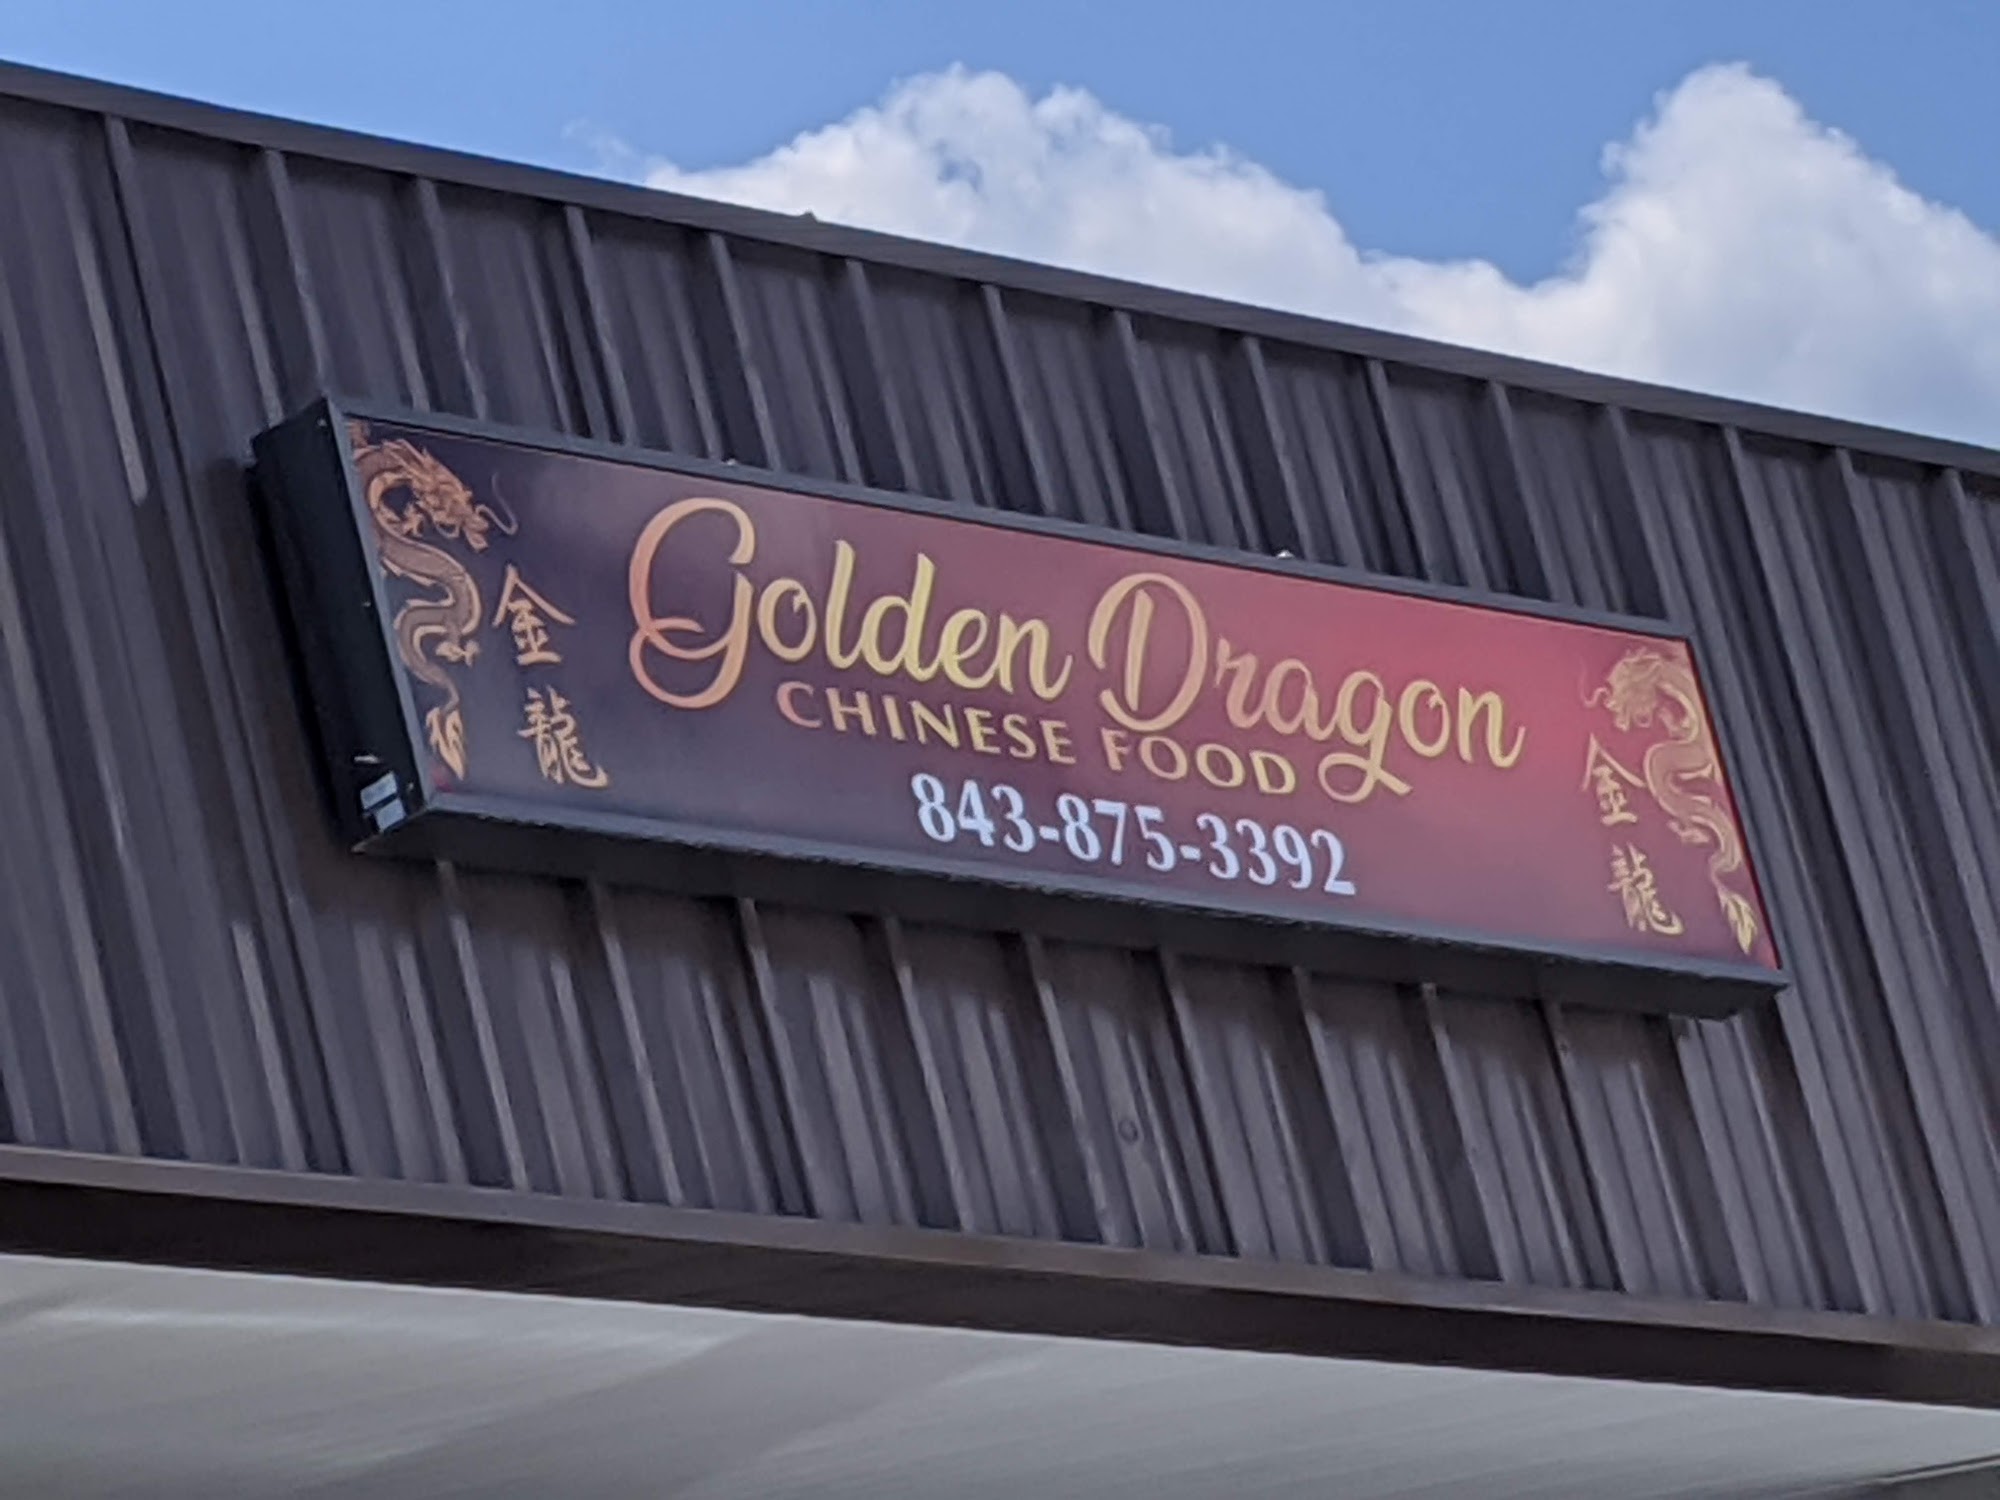 金龍
Golden Dragon
CHINESE FOOD
843-875-3392
金龍